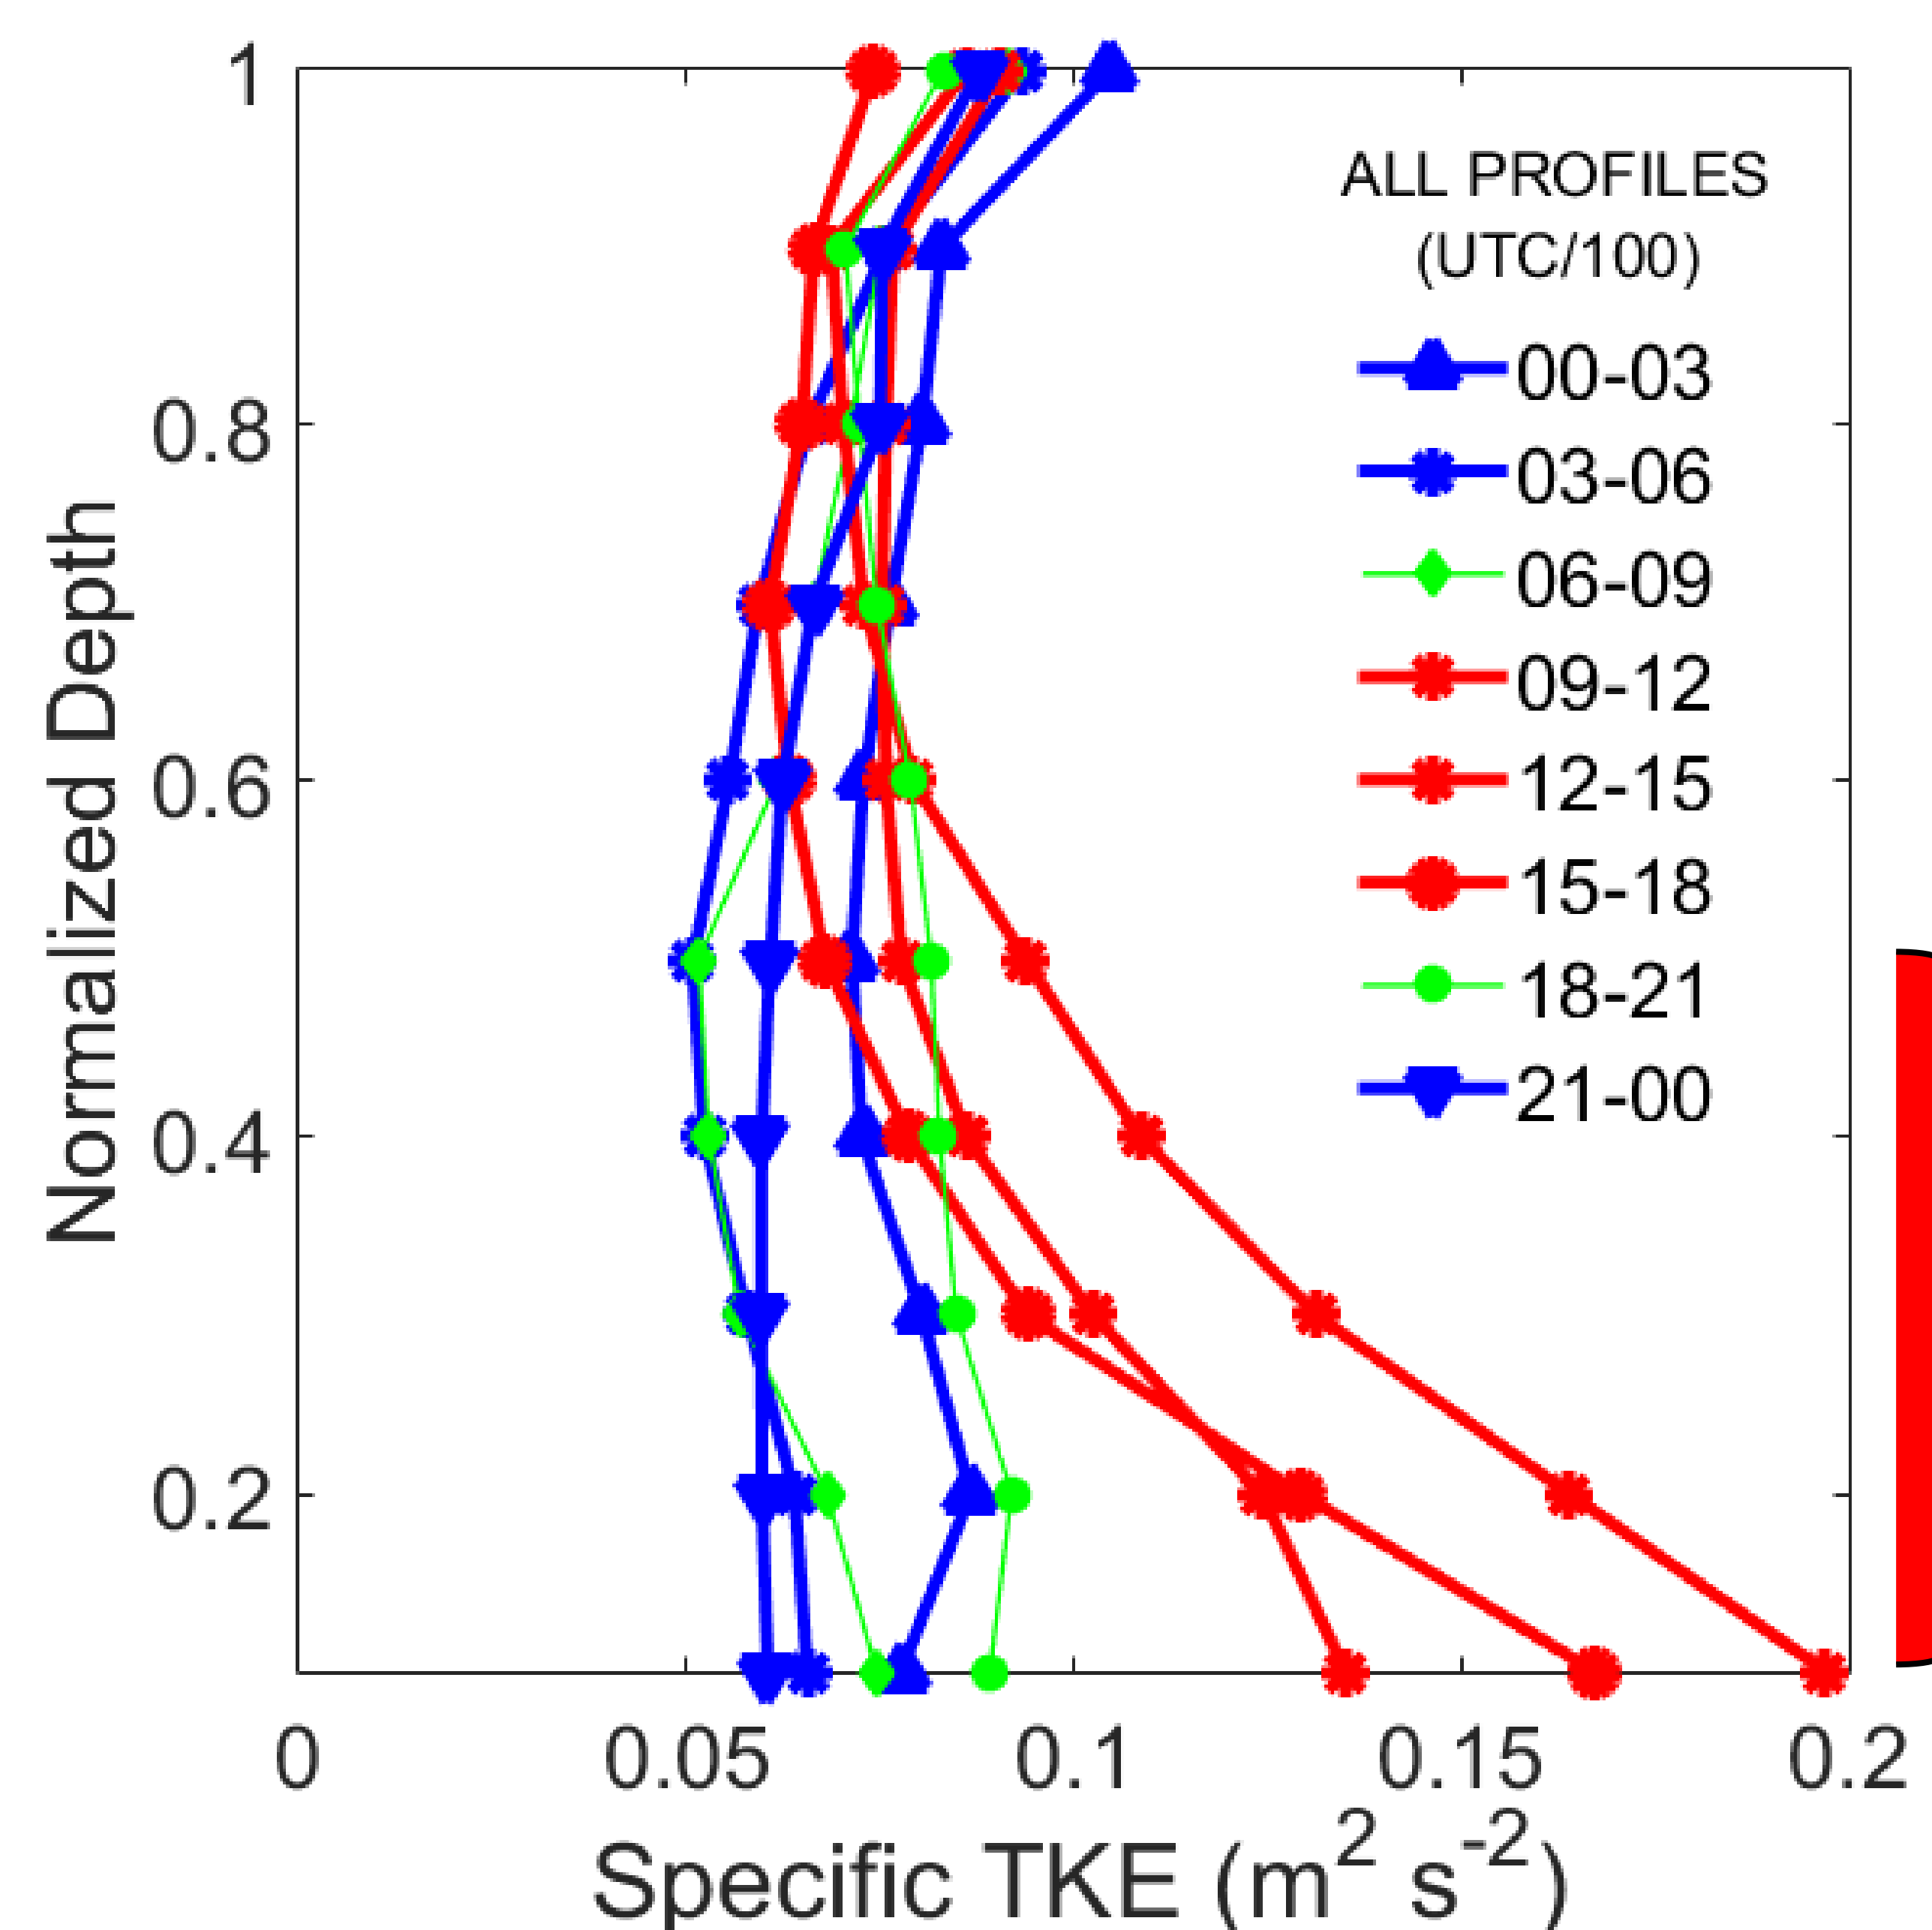 1
0.8
0.6
0.4
0.2
Normalized Depth
ALL PROFILES
(UTC/100)
00-03
03-06
06-09
09-12
12-15
15-18
18-21
21-00
0 0.05 0.1 0.15 0.2
Specific TKE (m² s⁻²)